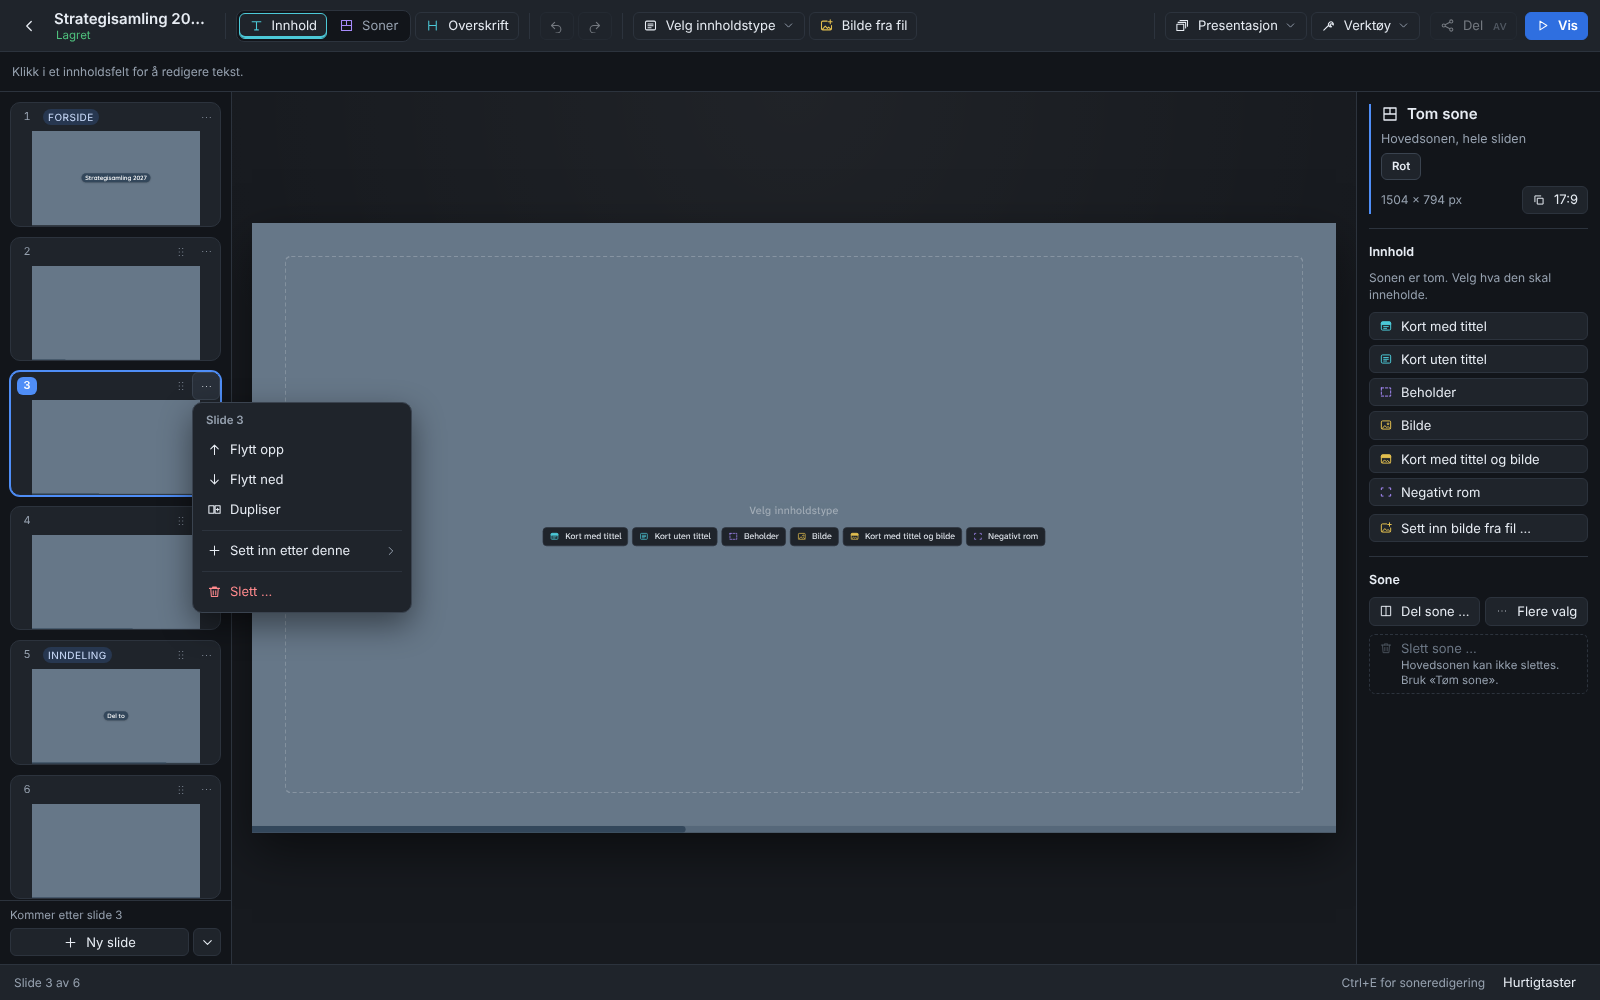 Strategisamling 20...
Lagret
Innhold
Soner
Overskrift
Velg innholdstype
Bilde fra fil
Presentasjon
Verktøy
Del AV
Vis
Klikk i et innholdsfelt for å redigere tekst.
1 FORSIDE
Strategisamling 2027
2
3
4
5 INNDELING
Del to
6
Kommer etter slide 3
Ny slide
Slide 3
Flytt opp
Flytt ned
Dupliser
Sett inn etter denne
Slett ...
Velg innholdstype
Kort med tittel
Kort uten tittel
Beholder
Bilde
Kort med tittel og bilde
Negativt rom
Tom sone
Hovedsonen, hele sliden
Rot
1504 × 794 px
17:9
Innhold
Sonen er tom. Velg hva den skal
inneholde.
Kort med tittel
Kort uten tittel
Beholder
Bilde
Kort med tittel og bilde
Negativt rom
Sett inn bilde fra fil ...
Sone
Del sone ...
Flere valg
Slett sone ...
Hovedsonen kan ikke slettes.
Bruk «Tøm sone».
Slide 3 av 6
Ctrl+E for soneredigering
Hurtigtaster